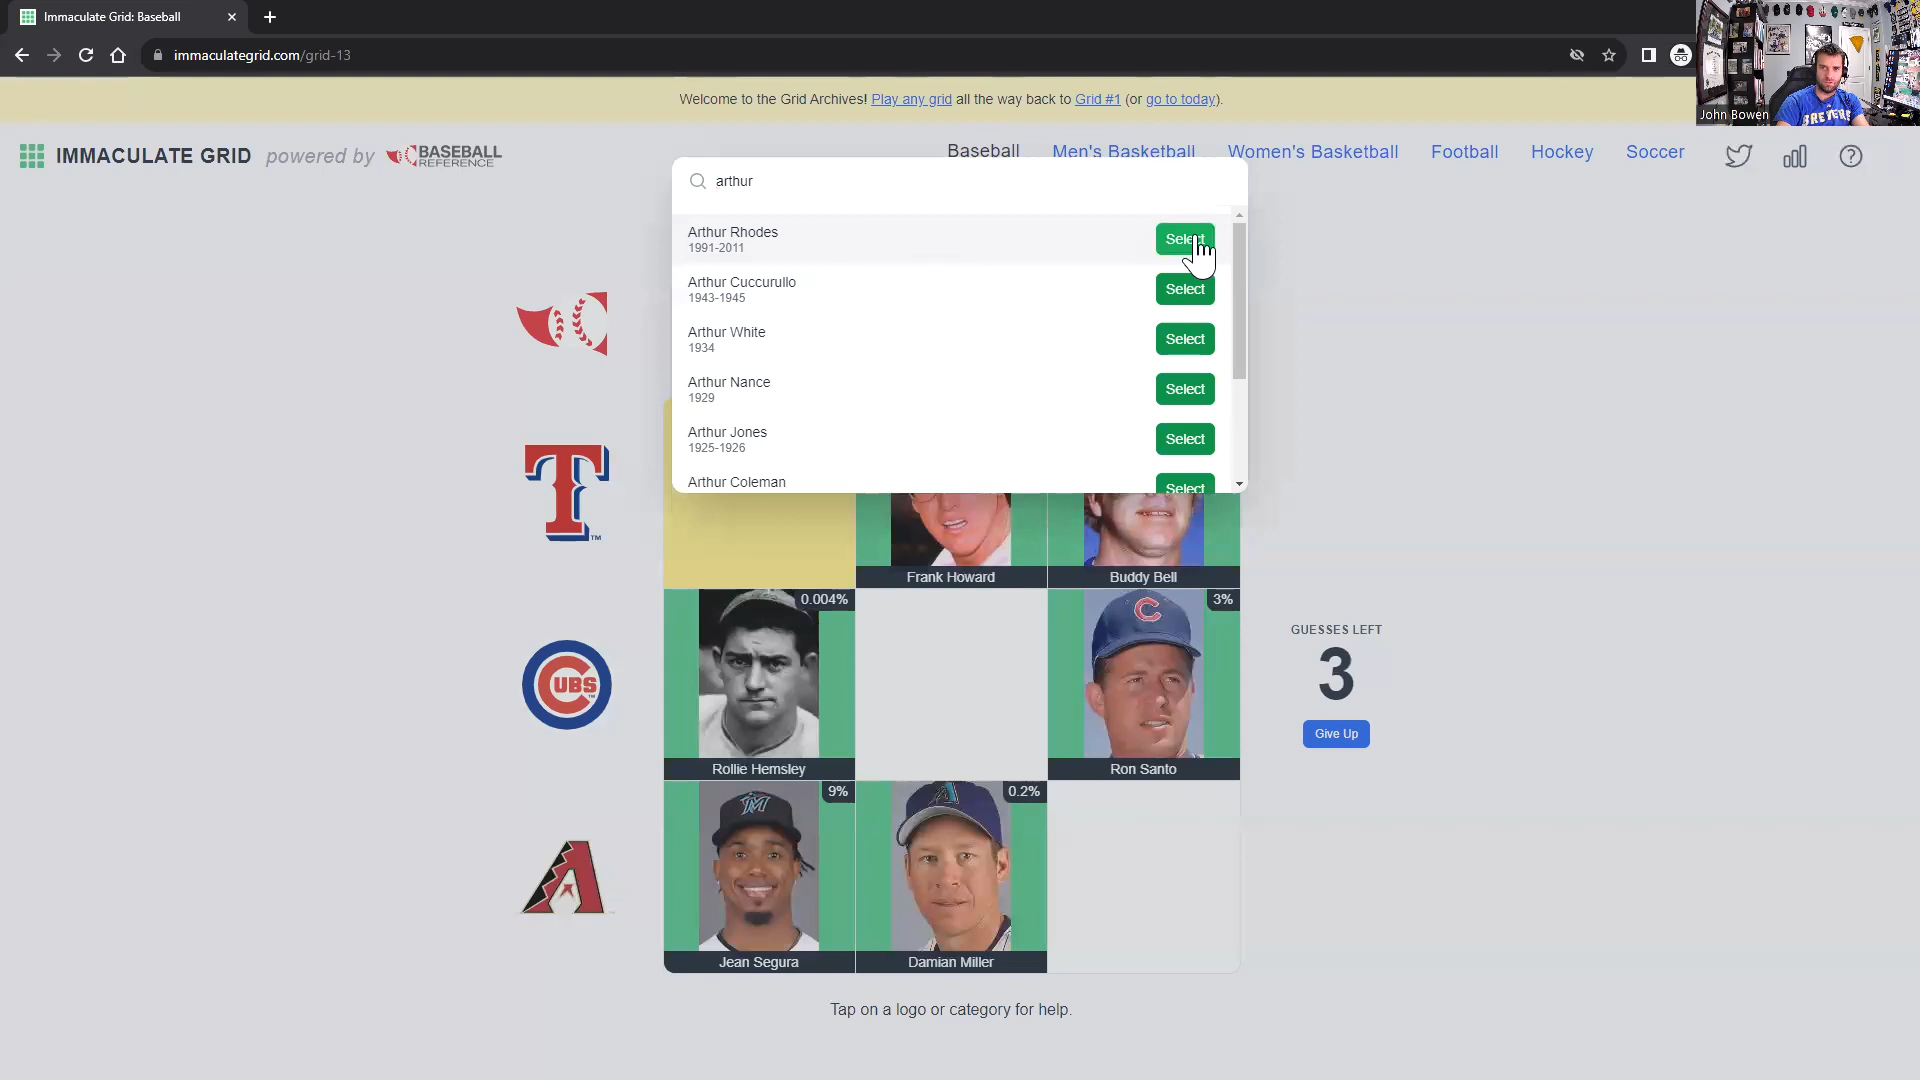 Immaculate Grid: Baseball
immaculategrid.com/grid-13
John Bowen
BREWERS
Welcome to the Grid Archives! Play any grid all the way back to Grid #1 (or go to today).
IMMACULATE GRID powered by BASEBALL REFERENCE
Baseball Men's Basketball Women's Basketball Football Hockey Soccer
arthur
Arthur Rhodes
1991-2011
Select
Arthur Cuccurullo
1943-1945
Select
Arthur White
1934
Select
Arthur Nance
1929
Select
Arthur Jones
1925-1926
Select
Arthur Coleman
Select
T
TM
Frank Howard
Buddy Bell
CUBS
0.004%
Rollie Hemsley
C
3%
Ron Santo
GUESSES LEFT
3
Give Up
A
9%
Jean Segura
0.2%
Damian Miller
Tap on a logo or category for help.